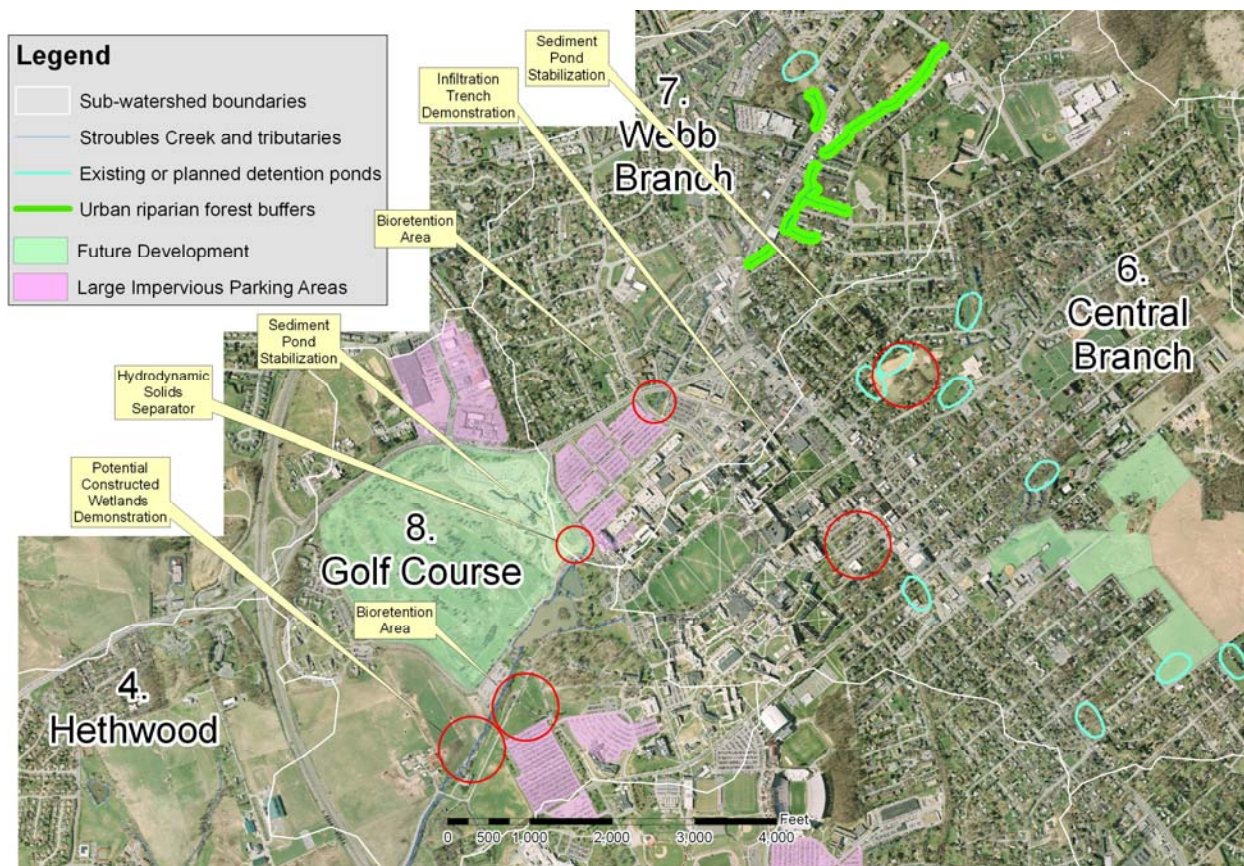 Legend
Sub-watershed boundaries
Stroubles Creek and tributaries
Existing or planned detention ponds
Urban riparian forest buffers
Future Development
Large Impervious Parking Areas
Sediment
Pond
Stabilization
Infiltration
Trench
Demonstration
7.
Webb
Branch
Bioretention
Area
6.
Central
Branch
Sediment
Pond
Stabilization
Hydrodynamic
Solids
Separator
Potential
Constructed
Wetlands
Demonstration
8.
Golf Course
Bioretention
Area
4.
Hethwood
Feet
0 500 1,000 2,000 3,000 4,000